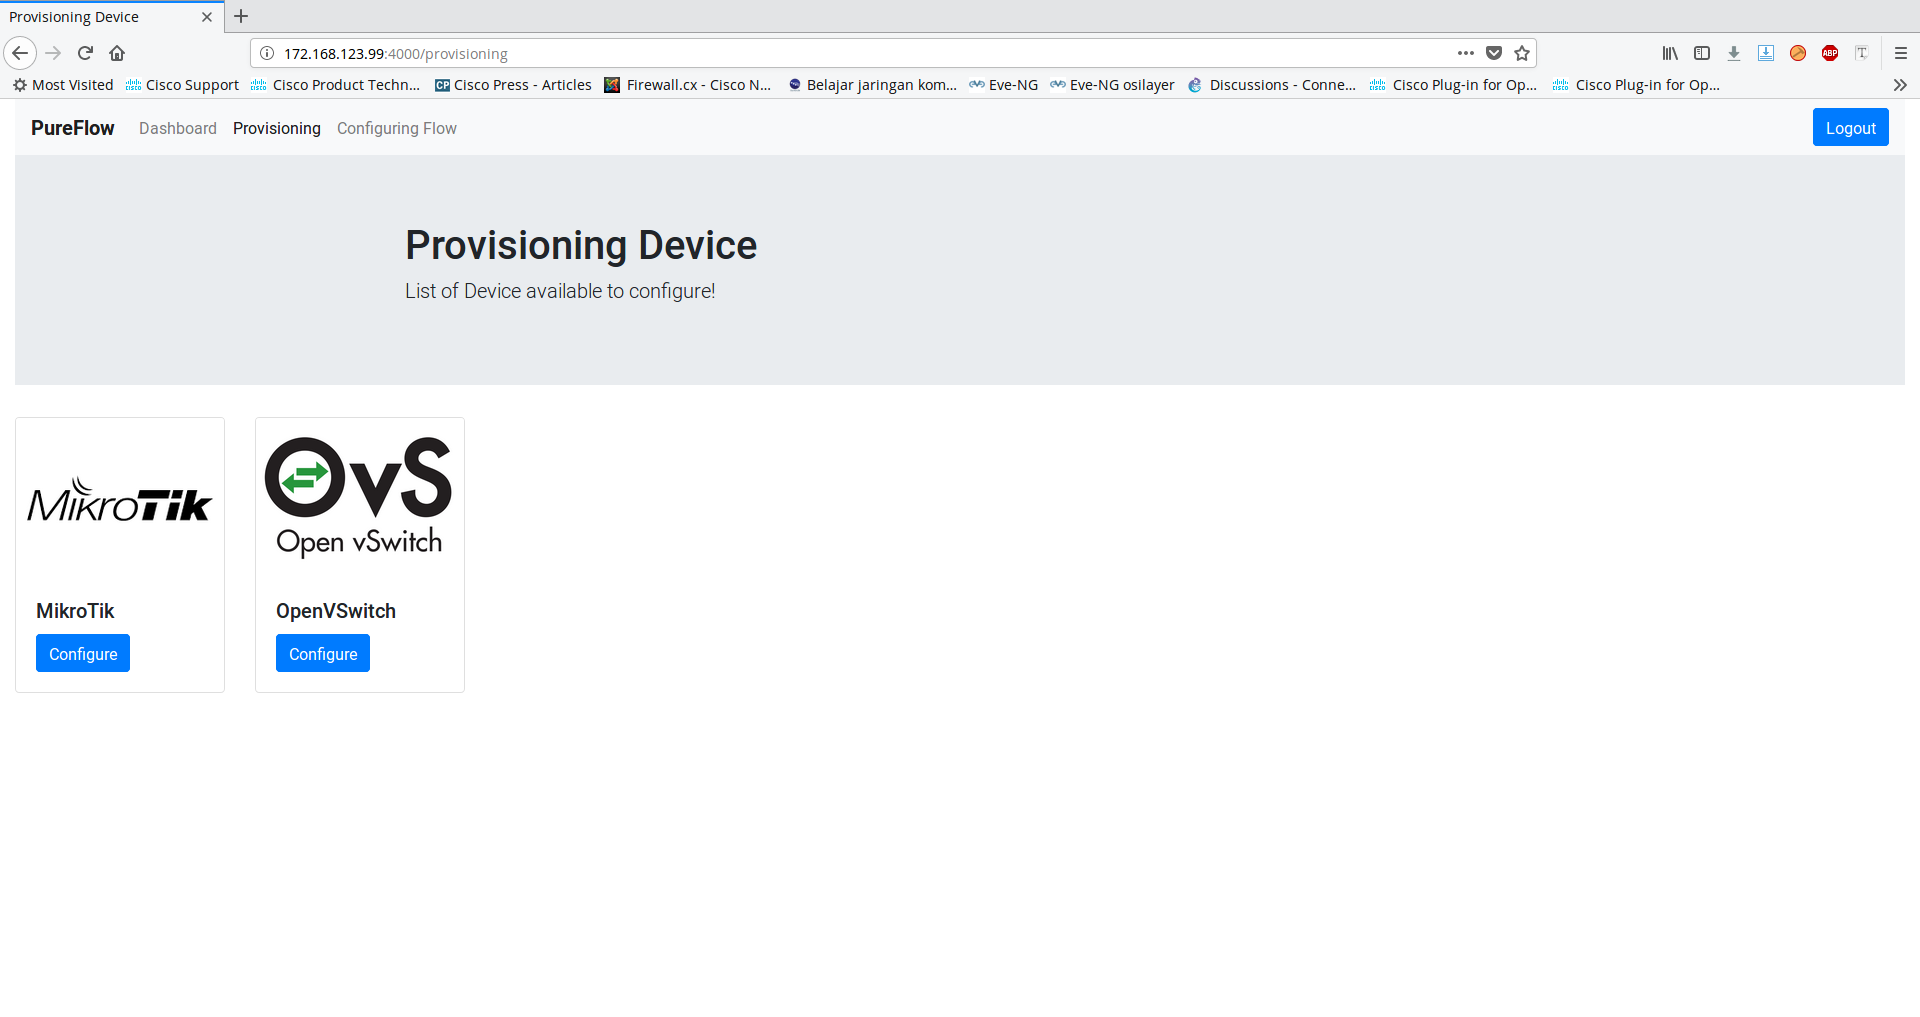 Provisioning Device
172.168.123.99:4000/provisioning
Most Visited Cisco Support Cisco Product Techn... CP Cisco Press - Articles Firewall.cx - Cisco N... Belajar jaringan kom... Eve-NG Eve-NG osilayer Discussions - Conne... Cisco Plug-in for Op... Cisco Plug-in for Op...
PureFlow Dashboard Provisioning Configuring Flow Logout
Provisioning Device
List of Device available to configure!
MikroTik
OvS
Open vSwitch
MikroTik
OpenVSwitch
Configure
Configure